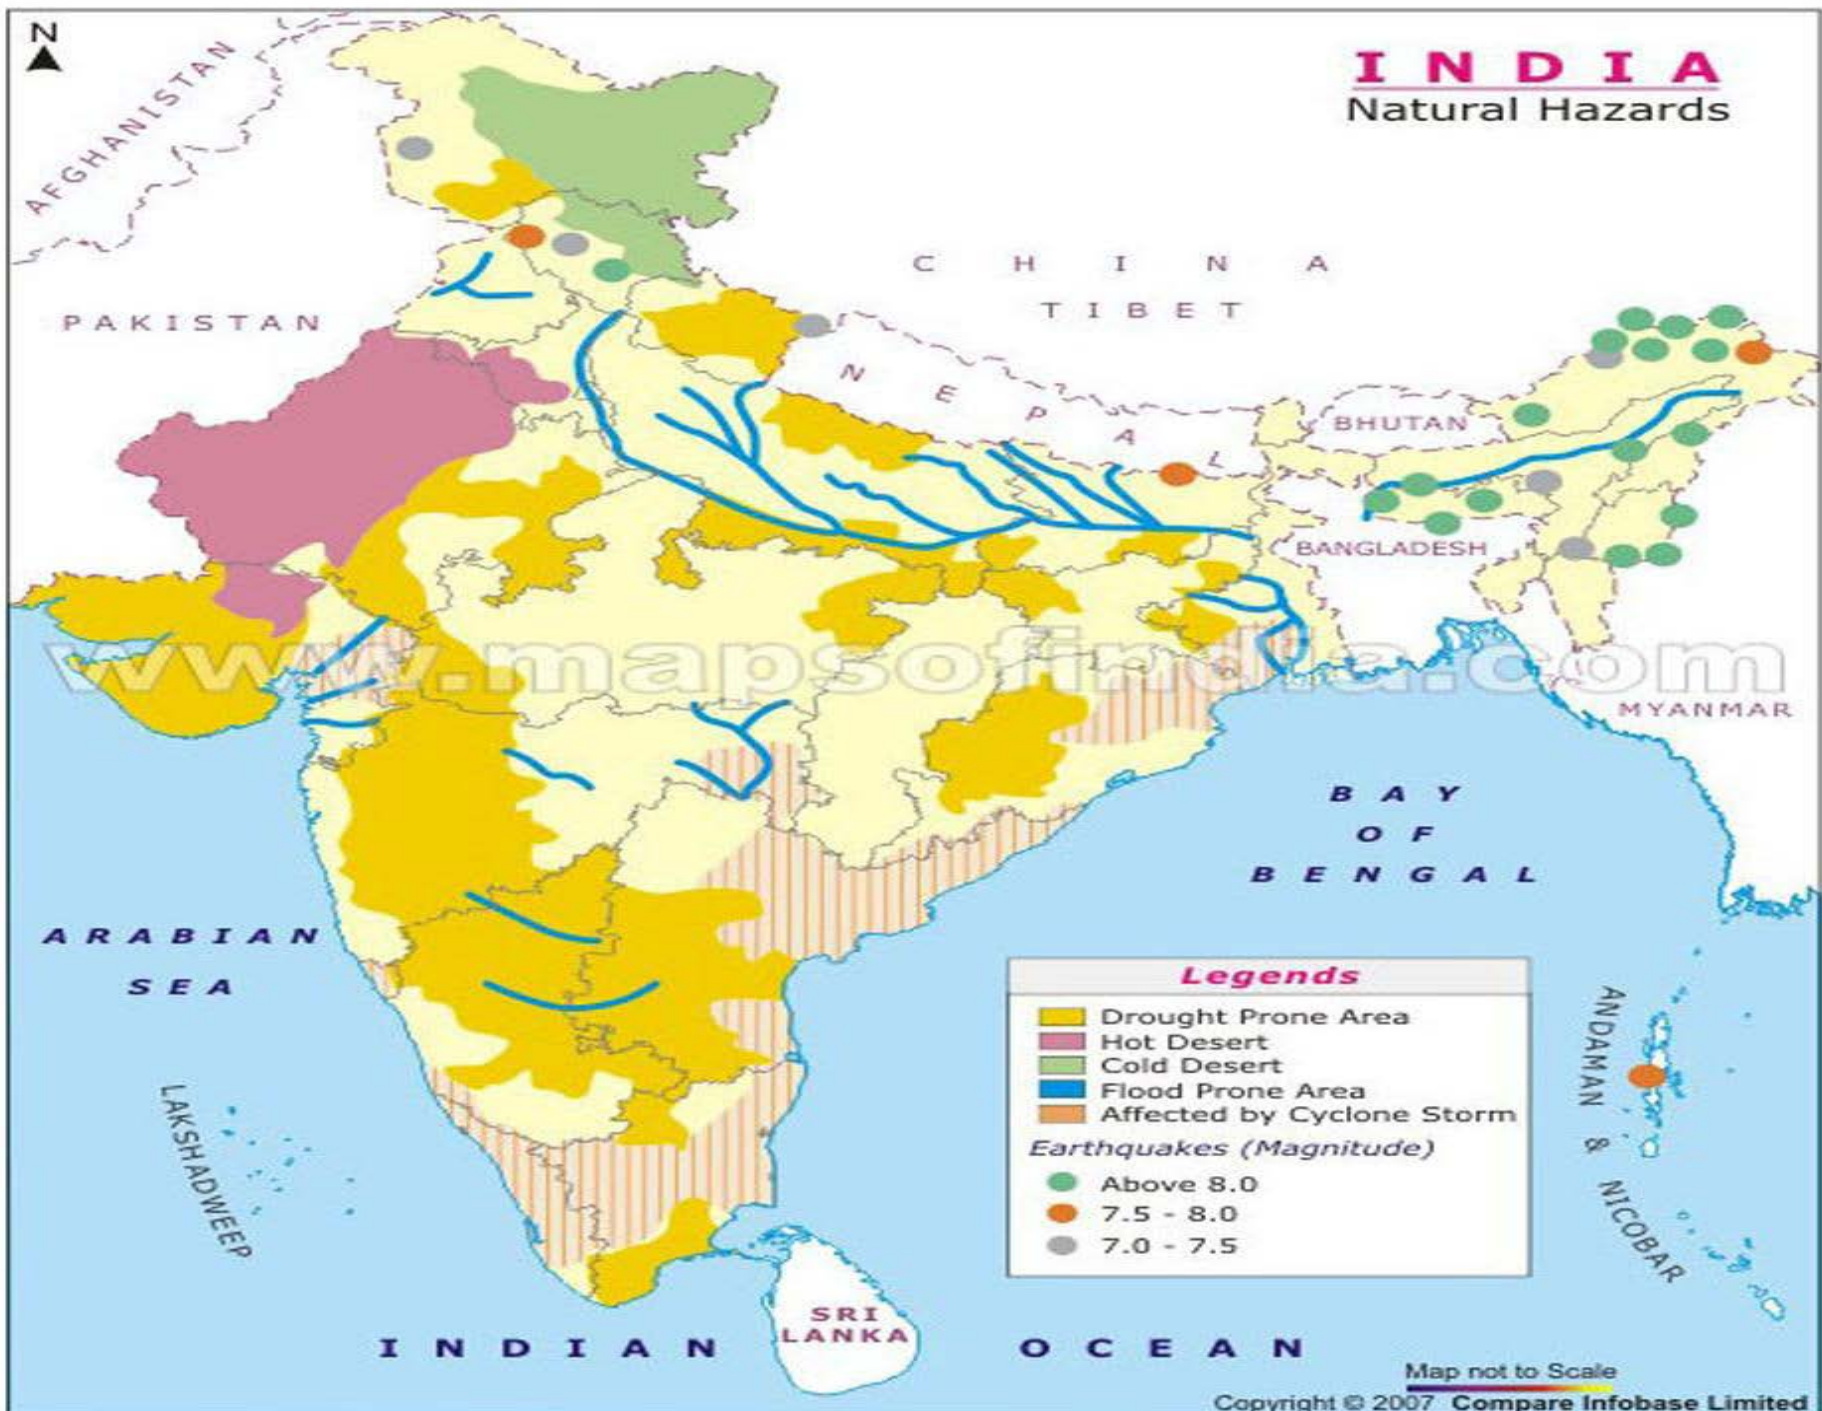 N
INDIA
Natural Hazards
AFGHANISTAN
PAKISTAN
CHINA
TIBET
NEPAL
BHUTAN
BANGLADESH
www.mapsofindia.com
MYANMAR
BAY
OF
BENGAL
ARABIAN
SEA
LAKSHADWEEP
ANDAMAN & NICOBAR
Legends
Drought Prone Area
Hot Desert
Cold Desert
Flood Prone Area
Affected by Cyclone Storm
Earthquakes (Magnitude)
Above 8.0
7.5 - 8.0
7.0 - 7.5
SRI
LANKA
INDIAN OCEAN
Map not to Scale
Copyright © 2007 Compare Infobase Limited